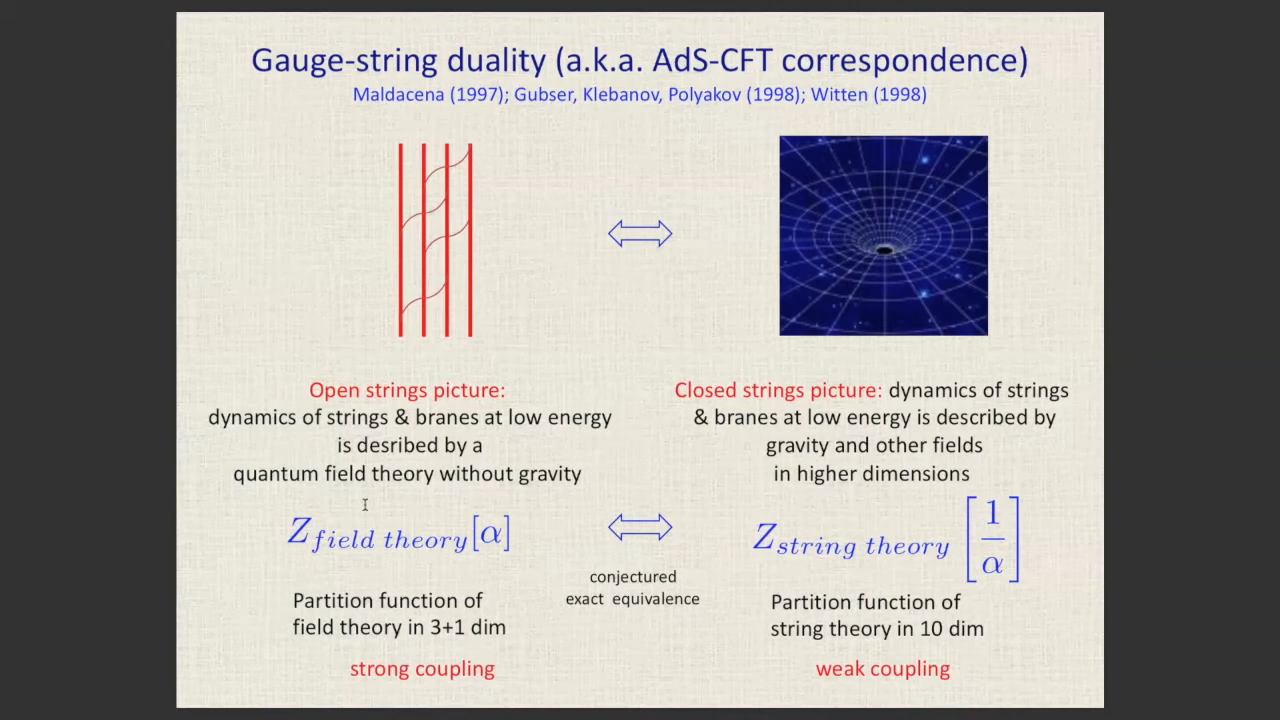 Gauge-string duality (a.k.a. AdS-CFT correspondence)
Maldacena (1997); Gubser, Klebanov, Polyakov (1998); Witten (1998)
Open strings picture:
dynamics of strings & branes at low energy
is desribed by a
quantum field theory without gravity
Closed strings picture: dynamics of strings
& branes at low energy is described by
gravity and other fields
in higher dimensions
Z_{field theory}[α]
Z_{string theory} [1/α]
conjectured
exact equivalence
Partition function of
field theory in 3+1 dim
Partition function of
string theory in 10 dim
strong coupling
weak coupling